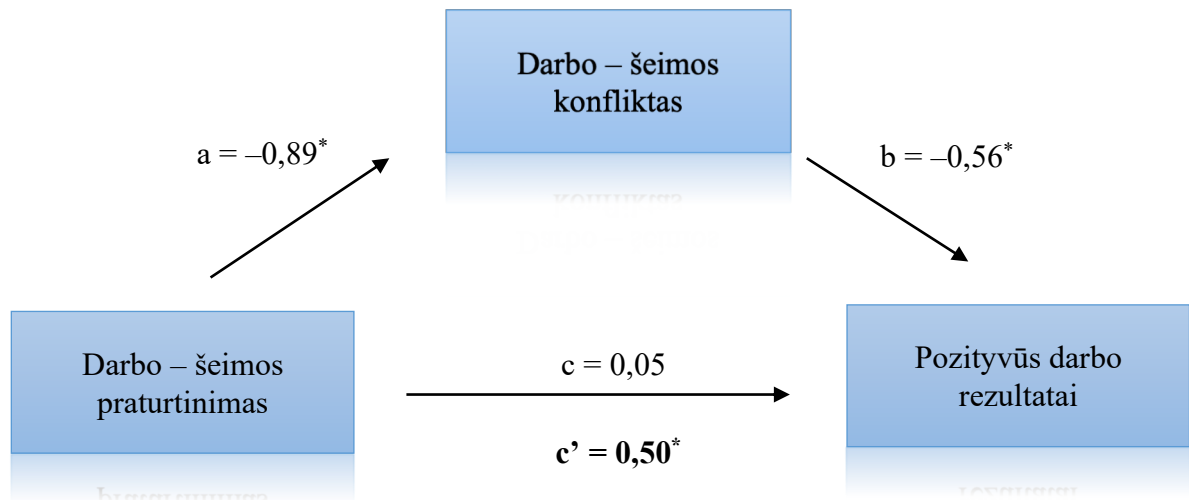 Darbo – šeimos
konfliktas
a = –0,89*
b = –0,56*
Darbo – šeimos
praturtinimas
c = 0,05
c’ = 0,50*
Pozityvūs darbo
rezultatai